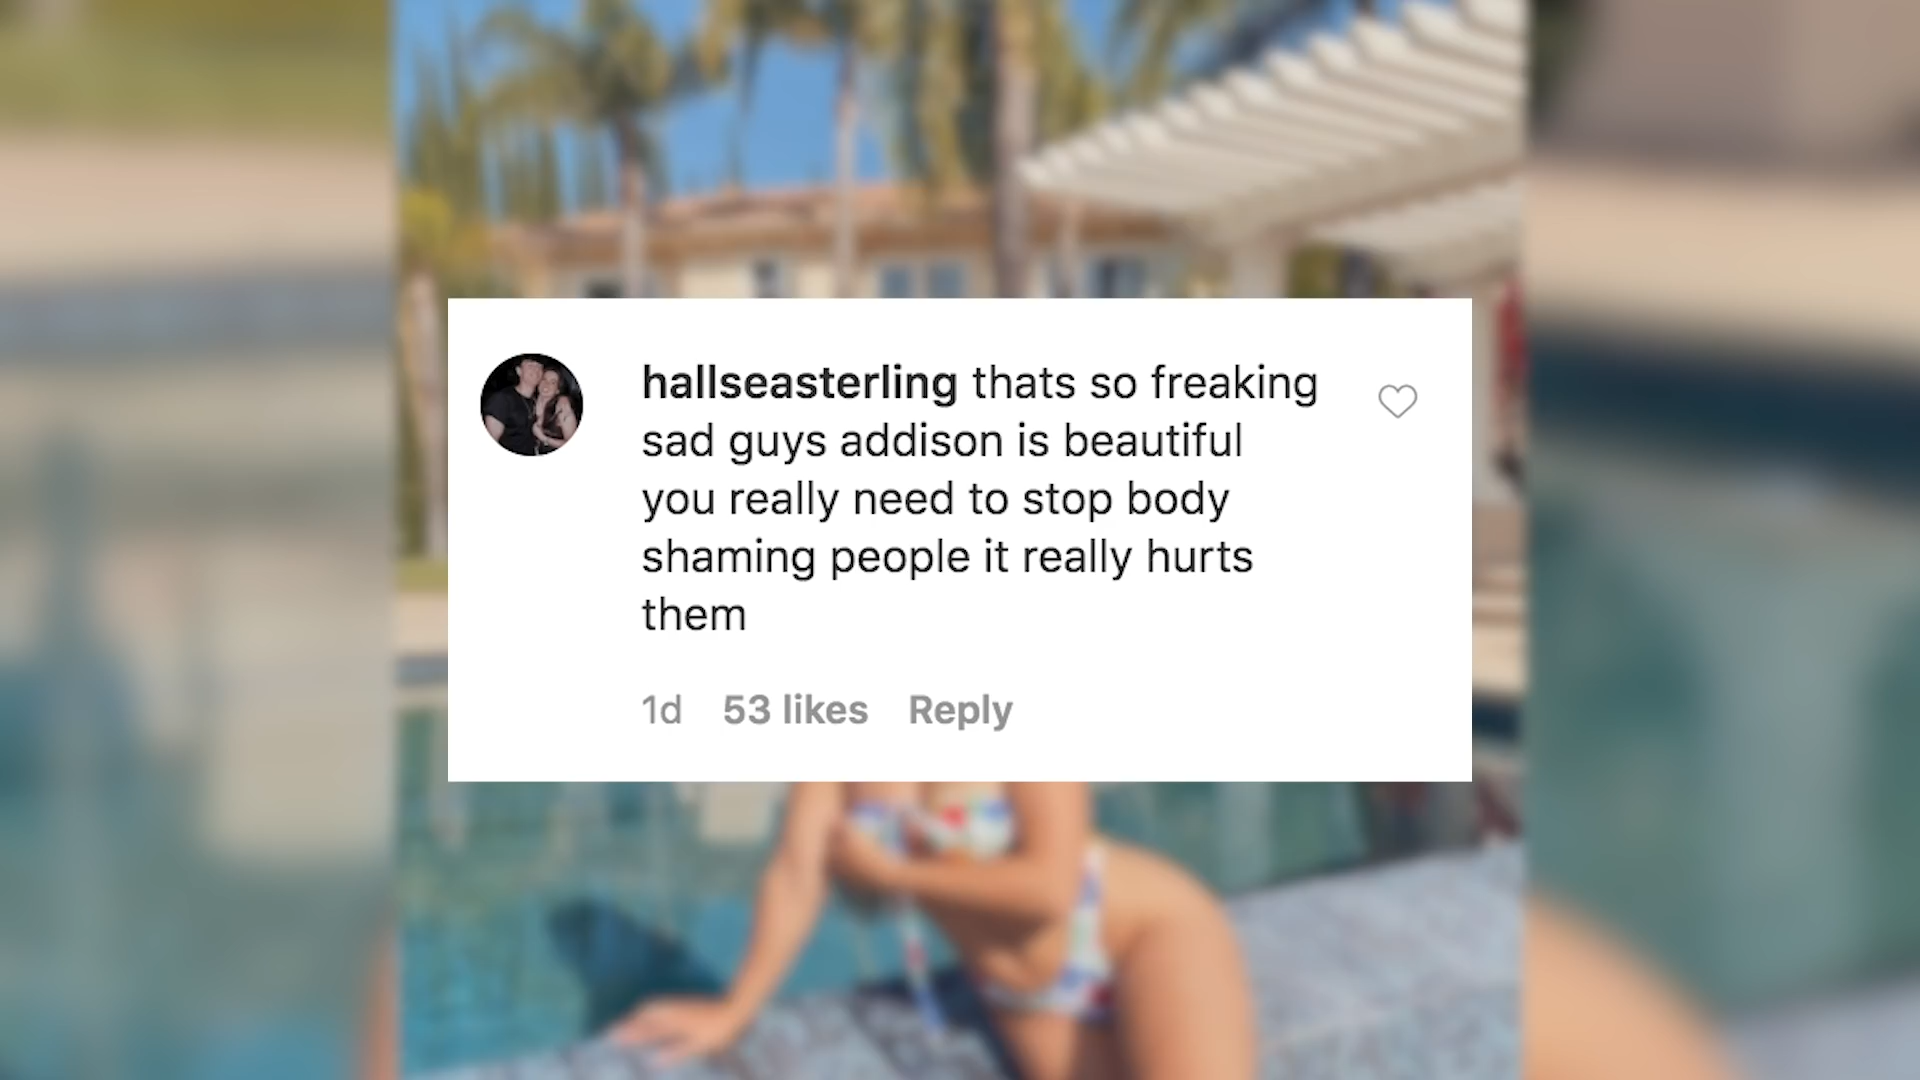 hallseasterling thats so freaking
sad guys addison is beautiful
you really need to stop body
shaming people it really hurts
them
1d 53 likes Reply